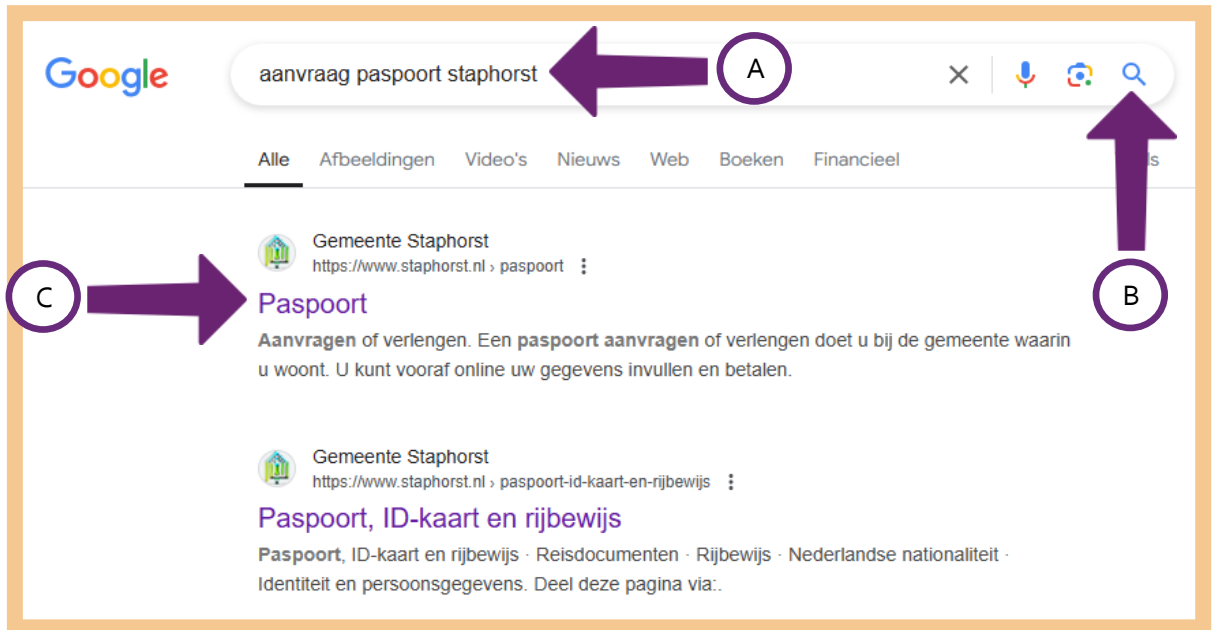 Google
aanvraag paspoort staphorst
A
Alle Afbeeldingen Video's Nieuws Web Boeken Financieel
Gemeente Staphorst
https://www.staphorst.nl › paspoort
C
Paspoort
B
Aanvragen of verlengen. Een paspoort aanvragen of verlengen doet u bij de gemeente waarin
u woont. U kunt vooraf online uw gegevens invullen en betalen.
Gemeente Staphorst
https://www.staphorst.nl › paspoort-id-kaart-en-rijbewijs
Paspoort, ID-kaart en rijbewijs
Paspoort, ID-kaart en rijbewijs · Reisdocumenten · Rijbewijs · Nederlandse nationaliteit ·
Identiteit en persoonsgegevens. Deel deze pagina via:.